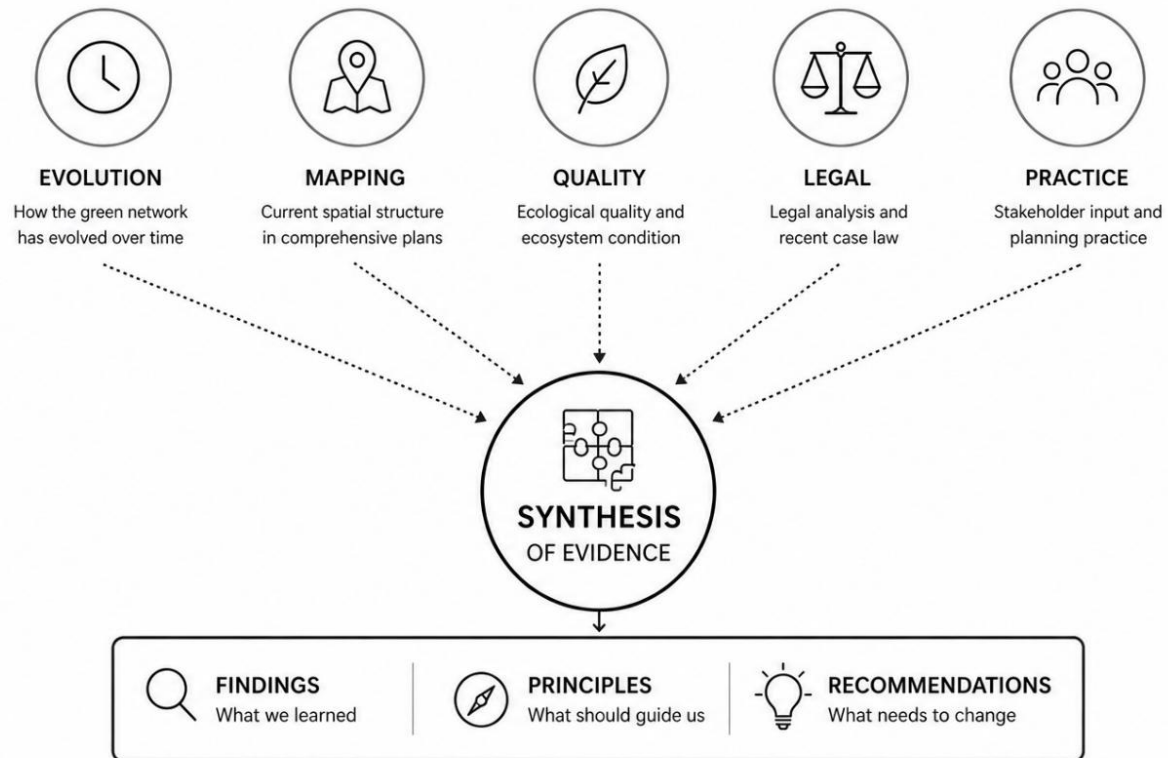 EVOLUTION
How the green network
has evolved over time
MAPPING
Current spatial structure
in comprehensive plans
QUALITY
Ecological quality and
ecosystem condition
LEGAL
Legal analysis and
recent case law
PRACTICE
Stakeholder input and
planning practice
SYNTHESIS
OF EVIDENCE
FINDINGS
What we learned
PRINCIPLES
What should guide us
RECOMMENDATIONS
What needs to change